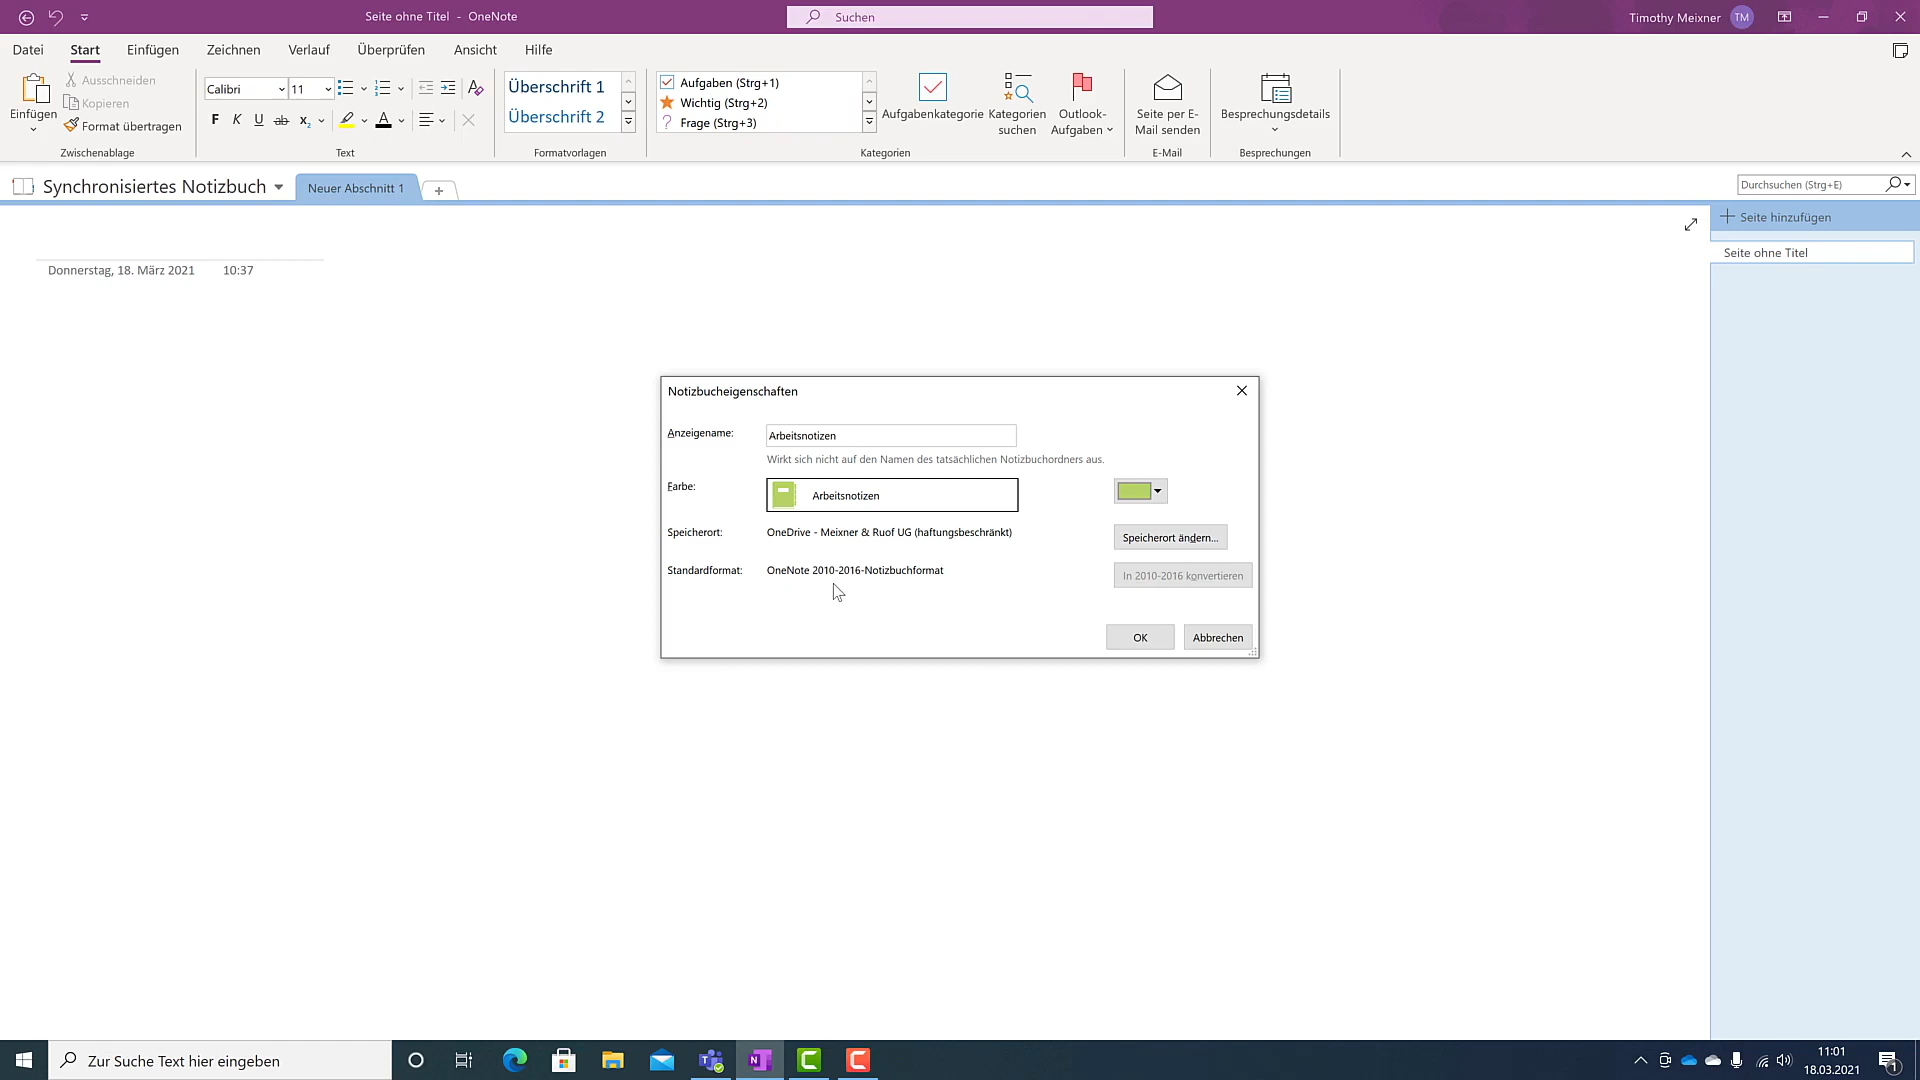 Seite ohne Titel - OneNote
Suchen
Timothy Meixner TM
Datei Start Einfügen Zeichnen Verlauf Überprüfen Ansicht Hilfe
Einfügen
Ausschneiden
Kopieren
Format übertragen
Zwischenablage
Calibri 11
F K U ab x₂ A
Text
Überschrift 1
Überschrift 2
Formatvorlagen
Aufgaben (Strg+1)
Wichtig (Strg+2)
Frage (Strg+3)
Aufgabenkategorie
Kategorien
suchen
Outlook-
Aufgaben
Kategorien
Seite per E-
Mail senden
E-Mail
Besprechungsdetails
Besprechungen
Synchronisiertes Notizbuch
Neuer Abschnitt 1
+
Durchsuchen (Strg+E)
Seite hinzufügen
Seite ohne Titel
Donnerstag, 18. März 2021 10:37
Notizbucheigenschaften
Anzeigename: Arbeitsnotizen
Wirkt sich nicht auf den Namen des tatsächlichen Notizbuchordners aus.
Farbe: Arbeitsnotizen
Speicherort: OneDrive - Meixner & Ruof UG (haftungsbeschränkt) Speicherort ändern...
Standardformat: OneNote 2010-2016-Notizbuchformat In 2010-2016 konvertieren
OK Abbrechen
Zur Suche Text hier eingeben
11:01
18.03.2021
1